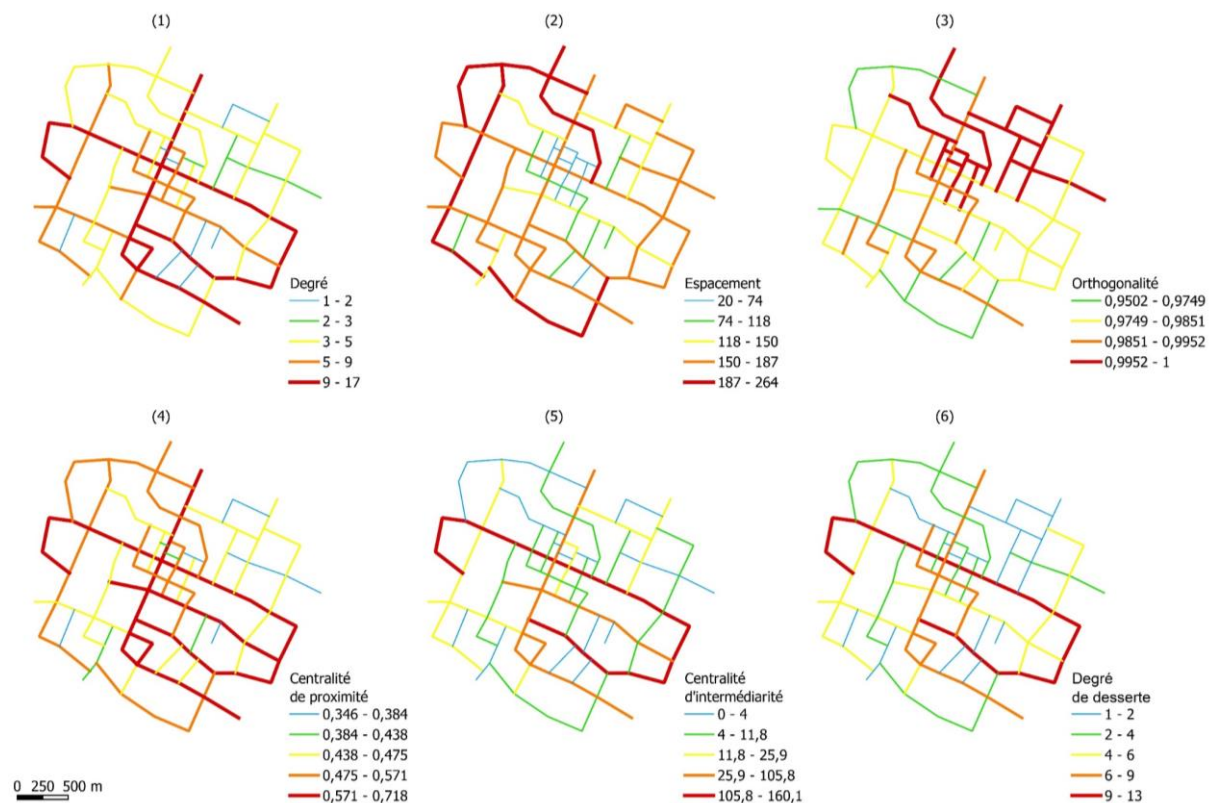 (1)
(2)
(3)
Degré
1 - 2
2 - 3
3 - 5
5 - 9
9 - 17
Espacement
20 - 74
74 - 118
118 - 150
150 - 187
187 - 264
Orthogonalité
0,9502 - 0,9749
0,9749 - 0,9851
0,9851 - 0,9952
0,9952 - 1
(4)
(5)
(6)
Centralité
de proximité
0,346 - 0,384
0,384 - 0,438
0,438 - 0,475
0,475 - 0,571
0,571 - 0,718
Centralité
d'intermédiarité
0 - 4
4 - 11,8
11,8 - 25,9
25,9 - 105,8
105,8 - 160,1
Degré
de desserte
1 - 2
2 - 4
4 - 6
6 - 9
9 - 13
0 250 500 m